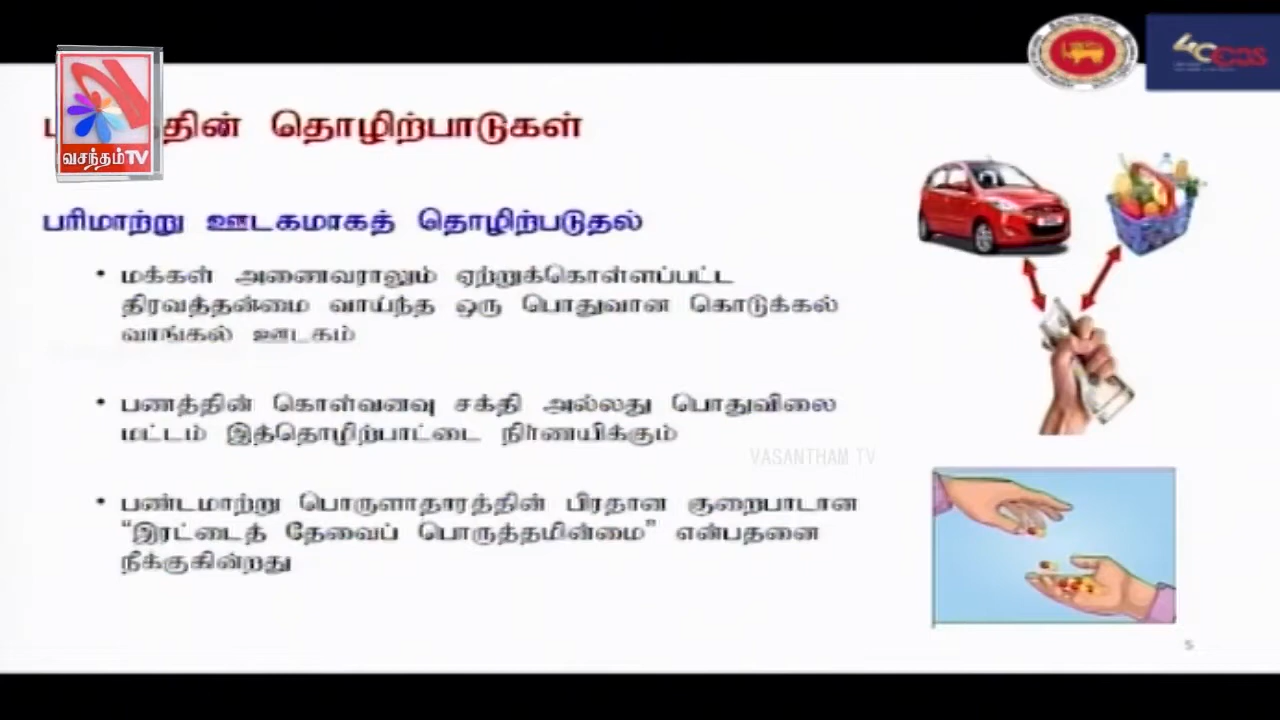 வசந்தம்TV
தொழிற்பாடுகள்
பரிமாற்று ஊடகமாகத் தொழிற்படுதல்
• மக்கள் அணைவராலும் ஏற்றுக்கொள்ளப்பட்ட
திரவத்தன்மை வாய்ந்த ஒரு பொதுவான கொடுக்கல்
வாங்கல் ஊடகம்
• பணத்தின் கொள்வனவு சக்தி அல்லது பொதுவிலை
மட்டம் இத்தொழிற்பாட்டை நிர்ணயிக்கும்
VASANTHAM TV
• பண்டமாற்று பொருளாதாரத்தின் பிரதான குறைபாடான
“இரட்டைத் தேவைப் பொருத்தமின்மை” என்பதனை
நீக்குகின்றது
5